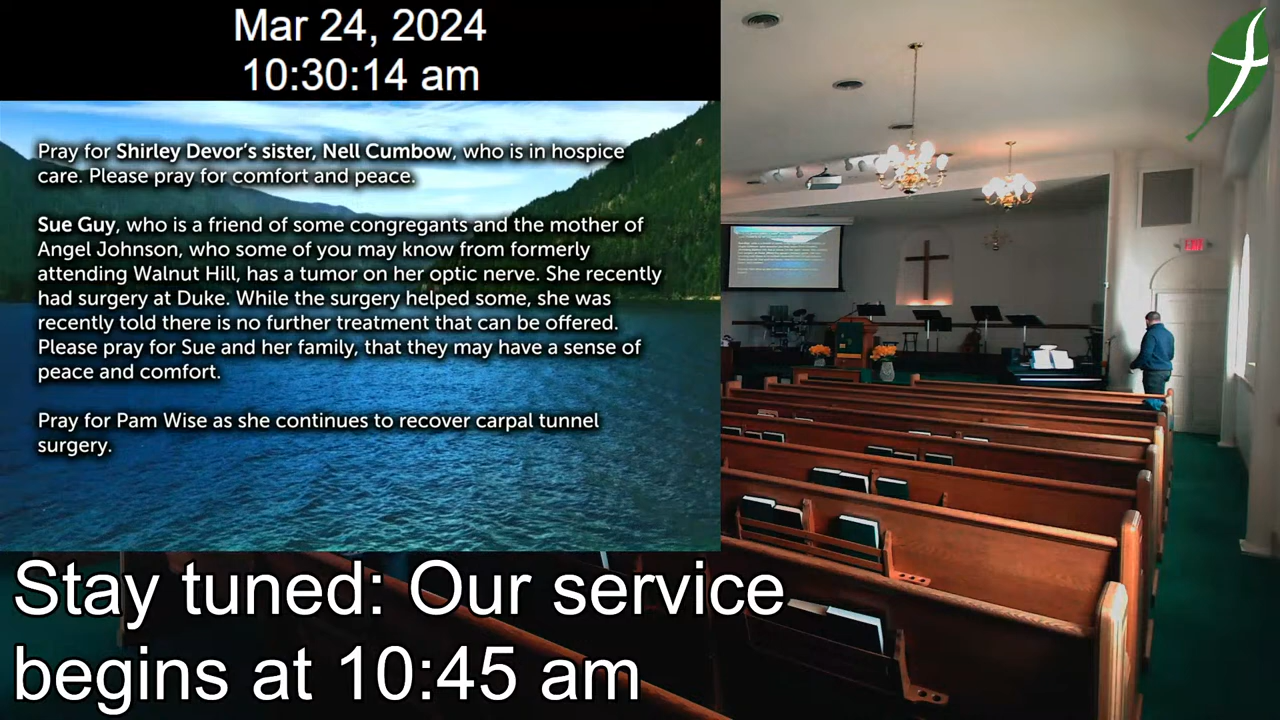 Mar 24, 2024
10:30:14 am
Pray for Shirley Devor's sister, Nell Cumbow, who is in hospice
care. Please pray for comfort and peace.
Sue Guy, who is a friend of some congregants and the mother of
Angel Johnson, who some of you may know from formerly
attending Walnut Hill, has a tumor on her optic nerve. She recently
had surgery at Duke. While the surgery helped some, she was
recently told there is no further treatment that can be offered.
Please pray for Sue and her family, that they may have a sense of
peace and comfort.
Pray for Pam Wise as she continues to recover carpal tunnel
surgery.
EXIT
Stay tuned: Our service
begins at 10:45 am